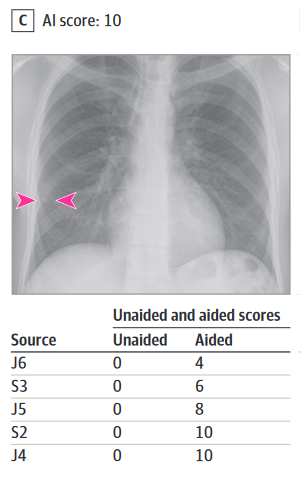 C AI score: 10
Unaided and aided scores
Source Unaided Aided
J6 0 4
S3 0 6
J5 0 8
S2 0 10
J4 0 10